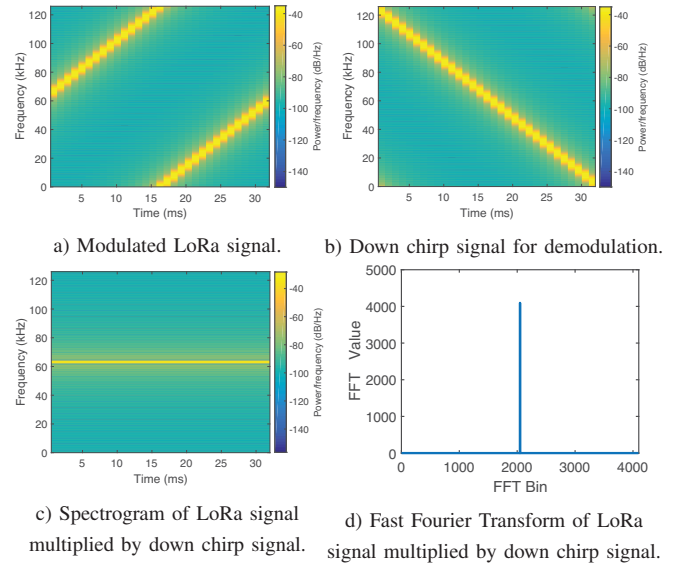 120
100
80
60
40
20
0
Frequency (kHz)
5 10 15 20 25 30
Time (ms)
-40
-60
-80
-100
-120
-140
Power/frequency (dB/Hz)
a) Modulated LoRa signal.
120
100
80
60
40
20
0
Frequency (kHz)
5 10 15 20 25 30
Time (ms)
-40
-60
-80
-100
-120
-140
Power/frequency (dB/Hz)
b) Down chirp signal for demodulation.
120
100
80
60
40
20
0
Frequency (kHz)
5 10 15 20 25 30
Time (ms)
-40
-60
-80
-100
-120
-140
Power/frequency (dB/Hz)
c) Spectrogram of LoRa signal
multiplied by down chirp signal.
5000
4000
3000
2000
1000
0
FFT Value
0 1000 2000 3000 4000
FFT Bin
d) Fast Fourier Transform of LoRa
signal multiplied by down chirp signal.